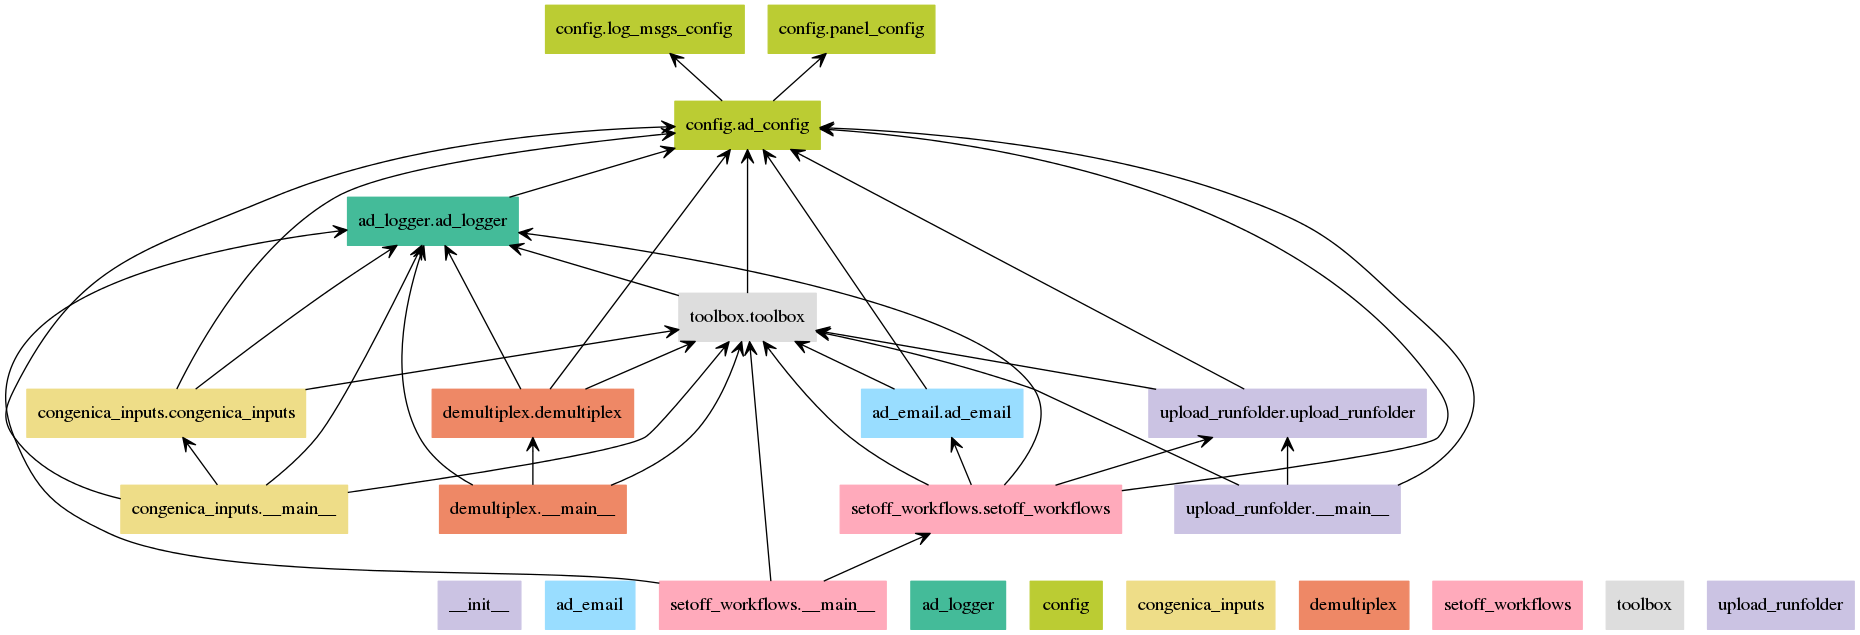 config.log_msgs_config
config.panel_config
config.ad_config
ad_logger.ad_logger
toolbox.toolbox
congenica_inputs.congenica_inputs
demultiplex.demultiplex
ad_email.ad_email
upload_runfolder.upload_runfolder
congenica_inputs.__main__
demultiplex.__main__
setoff_workflows.setoff_workflows
upload_runfolder.__main__
__init__
ad_email
setoff_workflows.__main__
ad_logger
config
congenica_inputs
demultiplex
setoff_workflows
toolbox
upload_runfolder